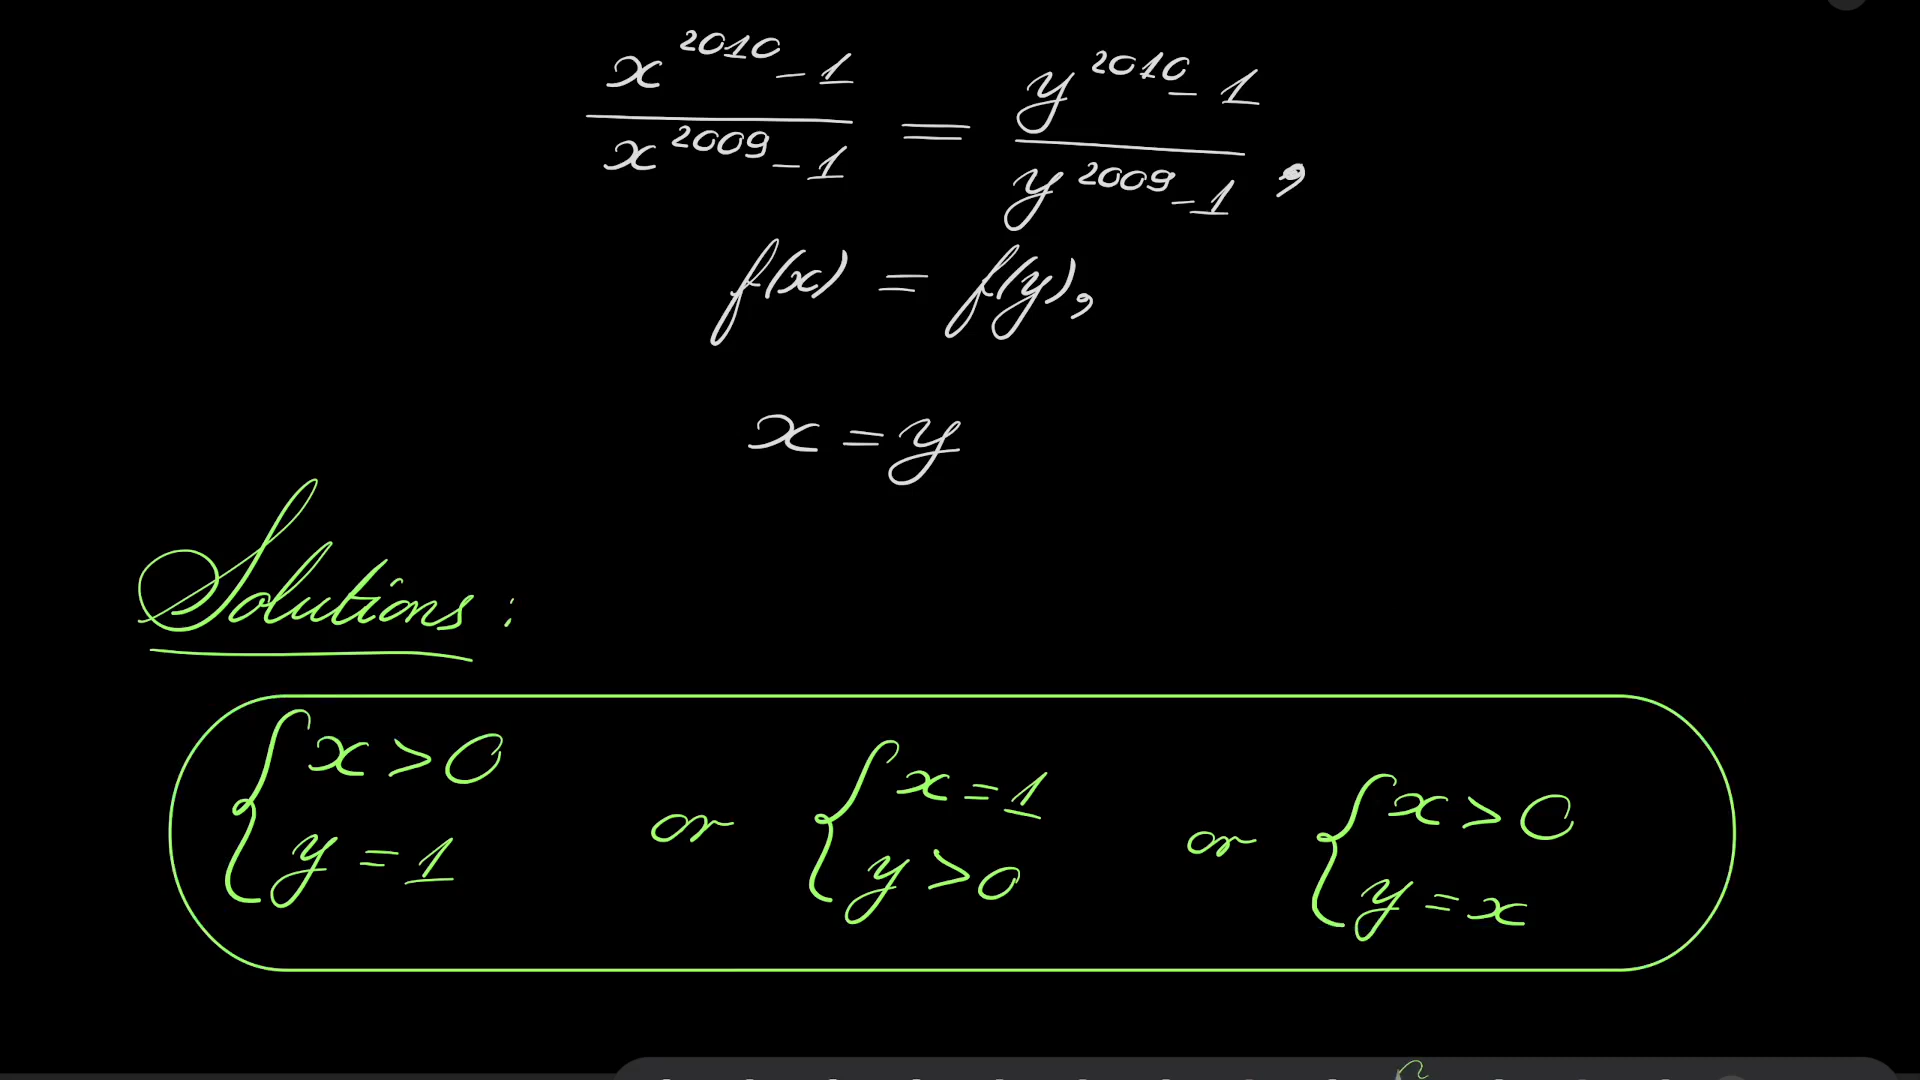 x^2010 - 1 / x^2009 - 1 = y^2010 - 1 / y^2009 - 1,
f(x) = f(y),
x = y
Solutions:
{ x > 0 y = 1 or { x = 1 y > 0 or { x > 0 y = x